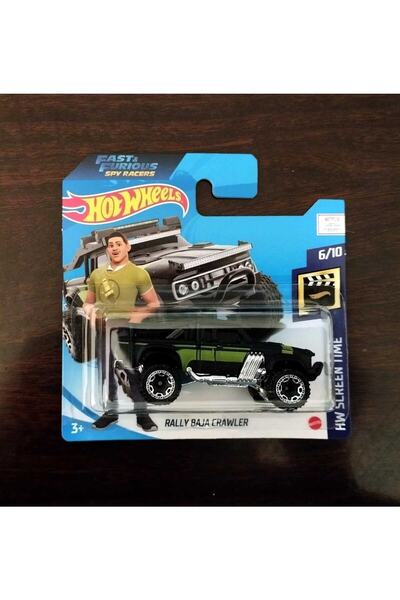 FAST & FURIOUS
SPY RACERS
HOT WHEELS
6/10
HW SCREEN TIME
RALLY BAJA CRAWLER
3+